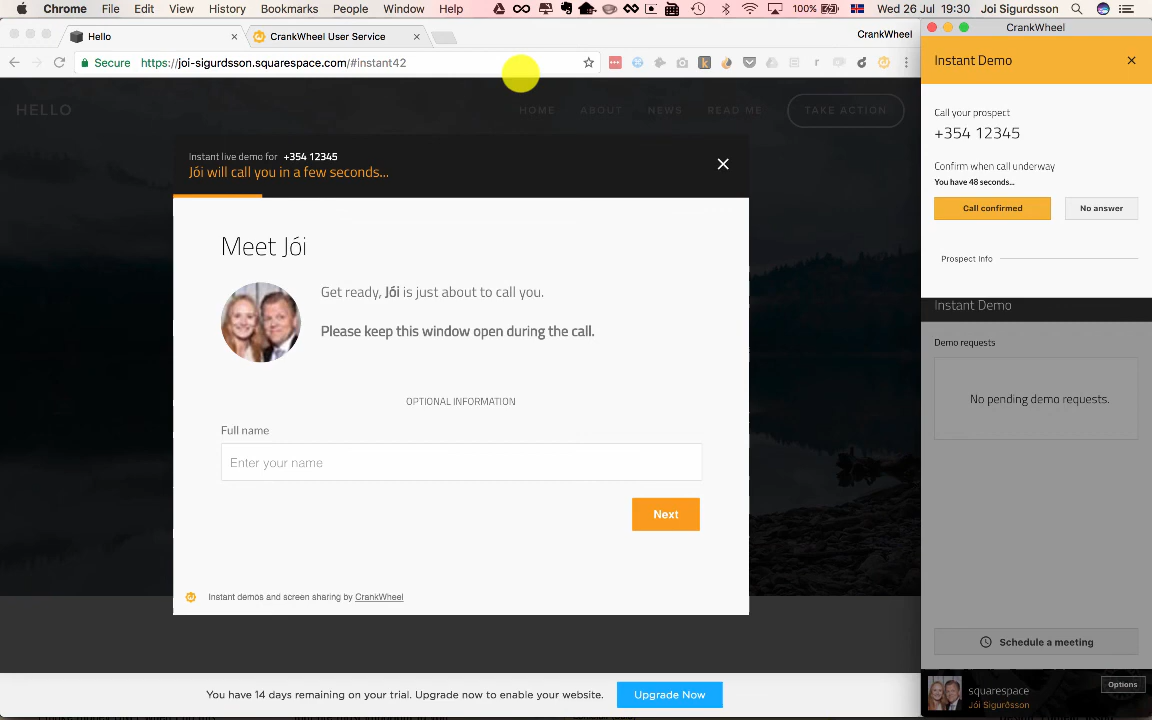 Chrome File Edit View History Bookmarks People Window Help 100% Wed 26 Jul 19:30 Joi Sigurdsson
CrankWheel
Hello
CrankWheel User Service
CrankWheel
Secure https://joi-sigurdsson.squarespace.com/#instant42
HELLO
HOME ABOUT NEWS READ ME TAKE ACTION
Instant live demo for +354 12345
Jói will call you in a few seconds...
Meet Jói
Get ready, Jói is just about to call you.
Please keep this window open during the call.
OPTIONAL INFORMATION
Full name
Enter your name
Next
Instant demos and screen sharing by CrankWheel
You have 14 days remaining on your trial. Upgrade now to enable your website. Upgrade Now
Instant Demo
Call your prospect
+354 12345
Confirm when call underway
You have 48 seconds...
Call confirmed No answer
Prospect Info
Instant Demo
Demo requests
No pending demo requests.
Schedule a meeting
squarespace
Jói Sigurðsson
Options